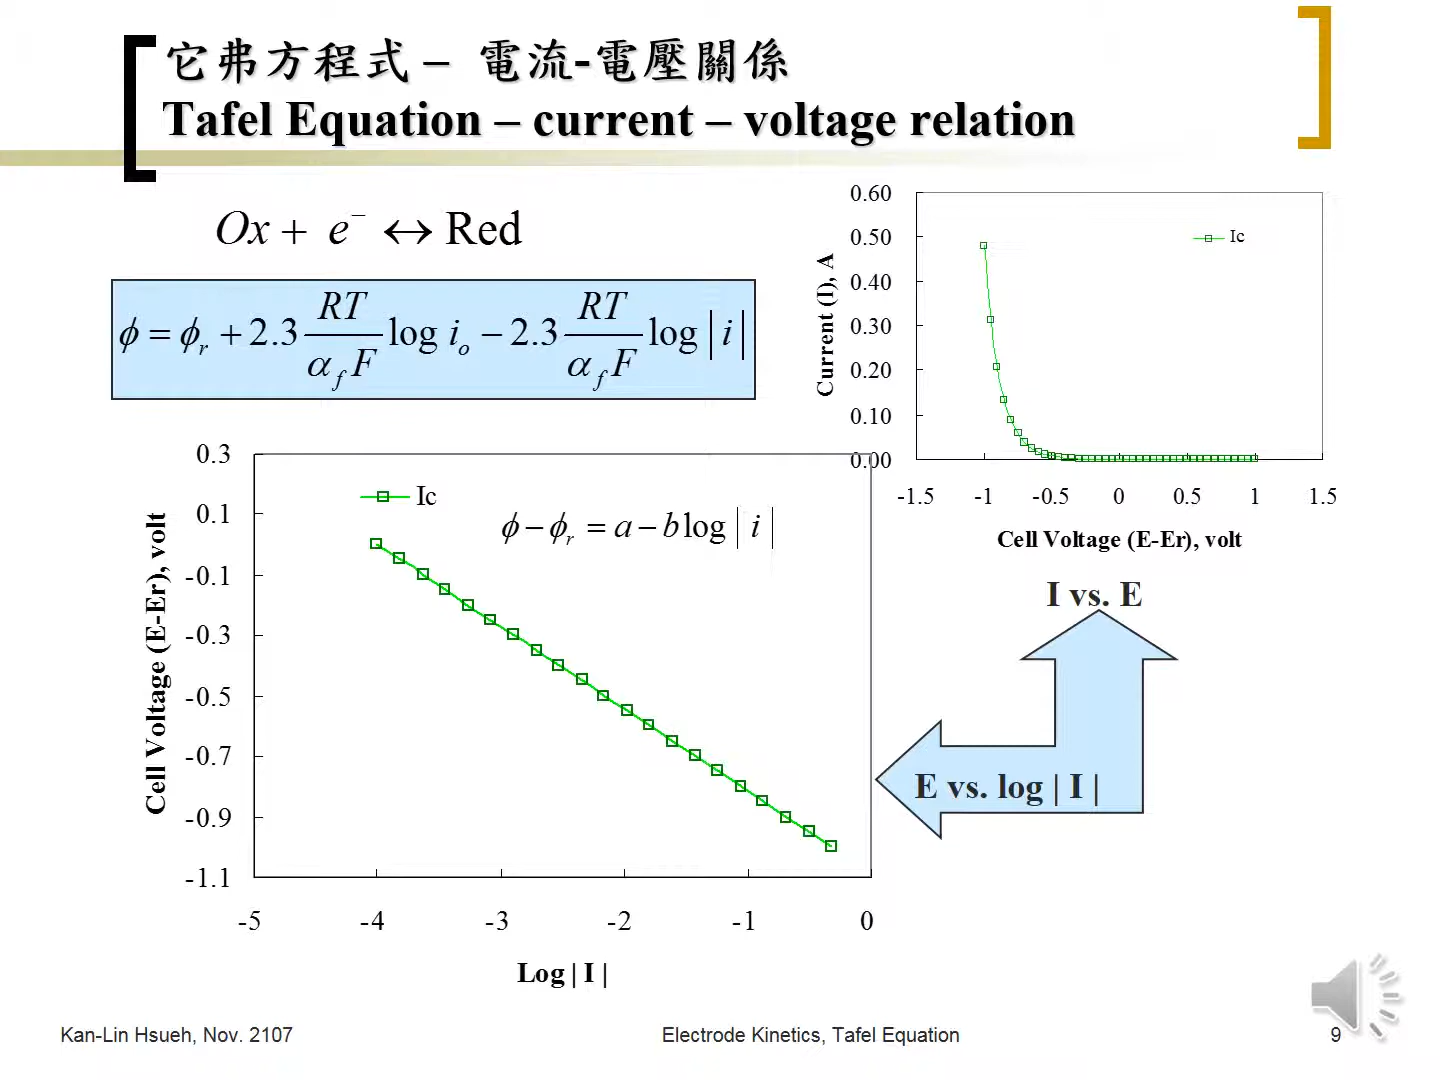 它弗方程式 – 電流-電壓關係
Tafel Equation – current – voltage relation
Ox + e⁻ ↔ Red
ϕ = ϕ_r + 2.3 RT/(α_f F) log i_o − 2.3 RT/(α_f F) log |i|
0.60
0.50
0.40
0.30
0.20
0.10
0.00
Current (I), A
Ic
-1.5 -1 -0.5 0 0.5 1 1.5
Cell Voltage (E-Er), volt
I vs. E
E vs. log | I |
0.3
0.1
-0.1
-0.3
-0.5
-0.7
-0.9
-1.1
Cell Voltage (E-Er), volt
Ic
ϕ − ϕ_r = a − b log | i |
-5 -4 -3 -2 -1 0
Log | I |
Kan-Lin Hsueh, Nov. 2107
Electrode Kinetics, Tafel Equation
9